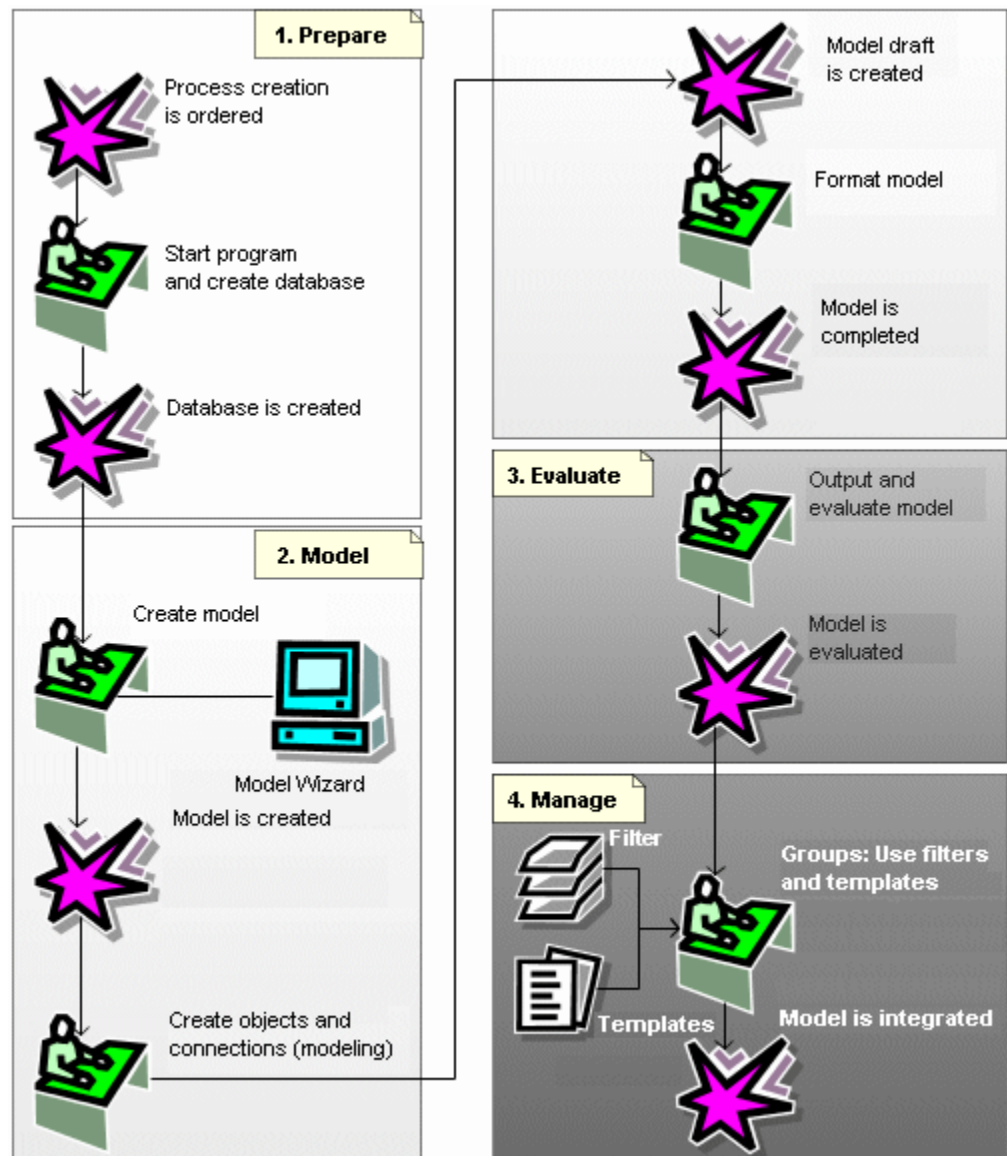 1. Prepare
Process creation
is ordered
Start program
and create database
Database is created
2. Model
Create model
Model Wizard
Model is created
Create objects and
connections (modeling)
Model draft
is created
Format model
Model is
completed
3. Evaluate
Output and
evaluate model
Model is
evaluated
4. Manage
Filter
Groups: Use filters
and templates
Templates
Model is integrated